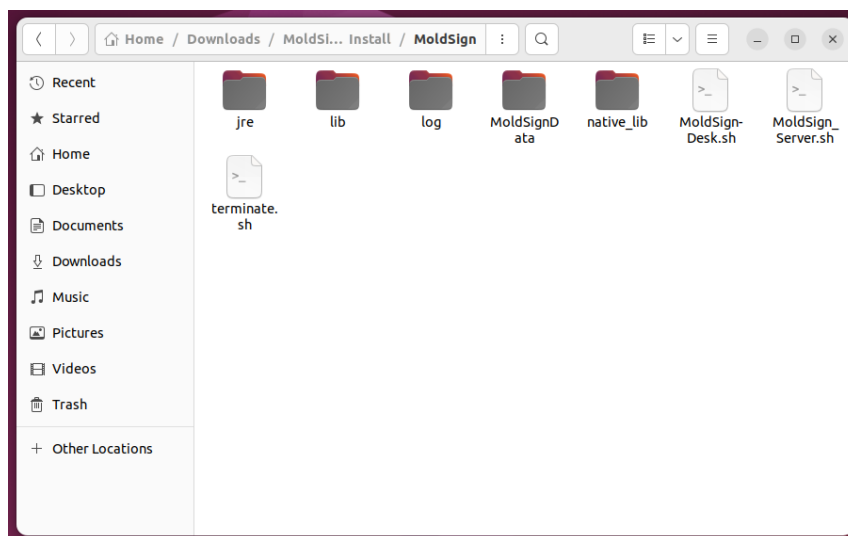 Home / Downloads / MoldSi... Install / MoldSign
Recent
Starred
Home
Desktop
Documents
Downloads
Music
Pictures
Videos
Trash
Other Locations
jre
lib
log
MoldSignD
ata
native_lib
MoldSign-
Desk.sh
MoldSign_
Server.sh
terminate.
sh